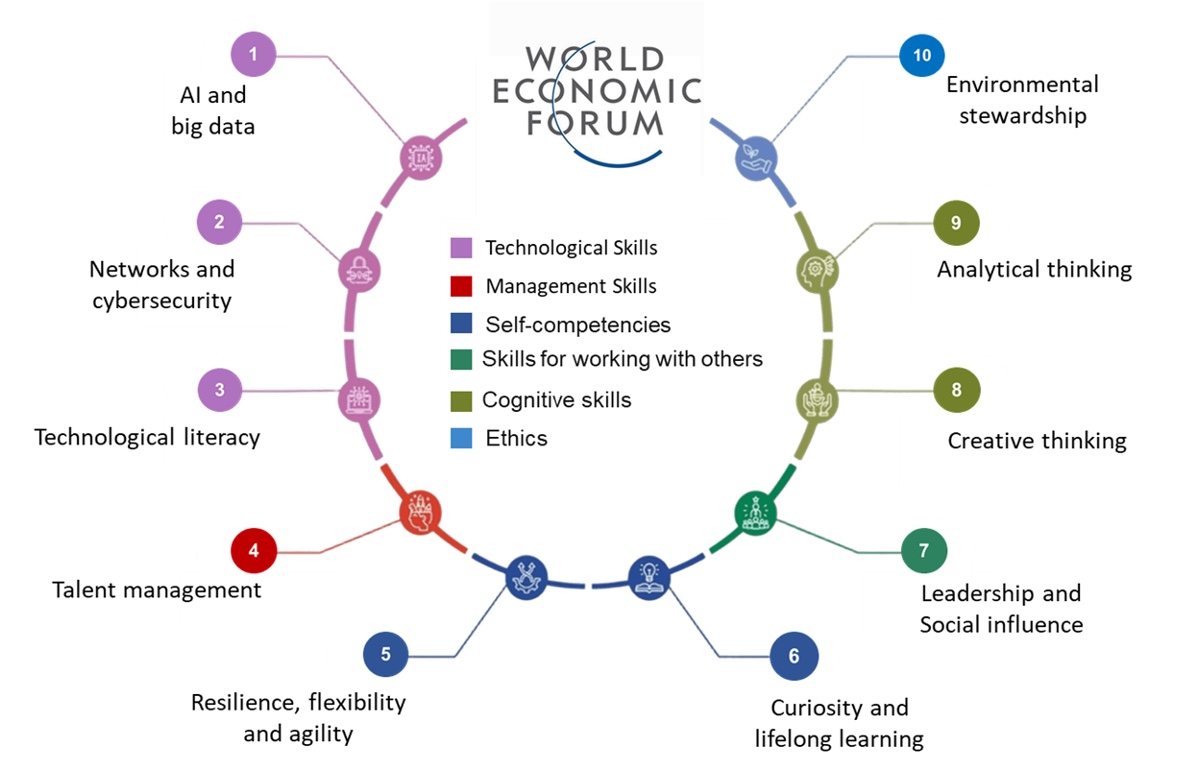 WORLD
ECONOMIC
FORUM
1
AI and
big data
2
Networks and
cybersecurity
3
Technological literacy
4
Talent management
5
Resilience, flexibility
and agility
6
Curiosity and
lifelong learning
7
Leadership and
Social influence
8
Creative thinking
9
Analytical thinking
10
Environmental
stewardship
IA
Technological Skills
Management Skills
Self-competencies
Skills for working with others
Cognitive skills
Ethics